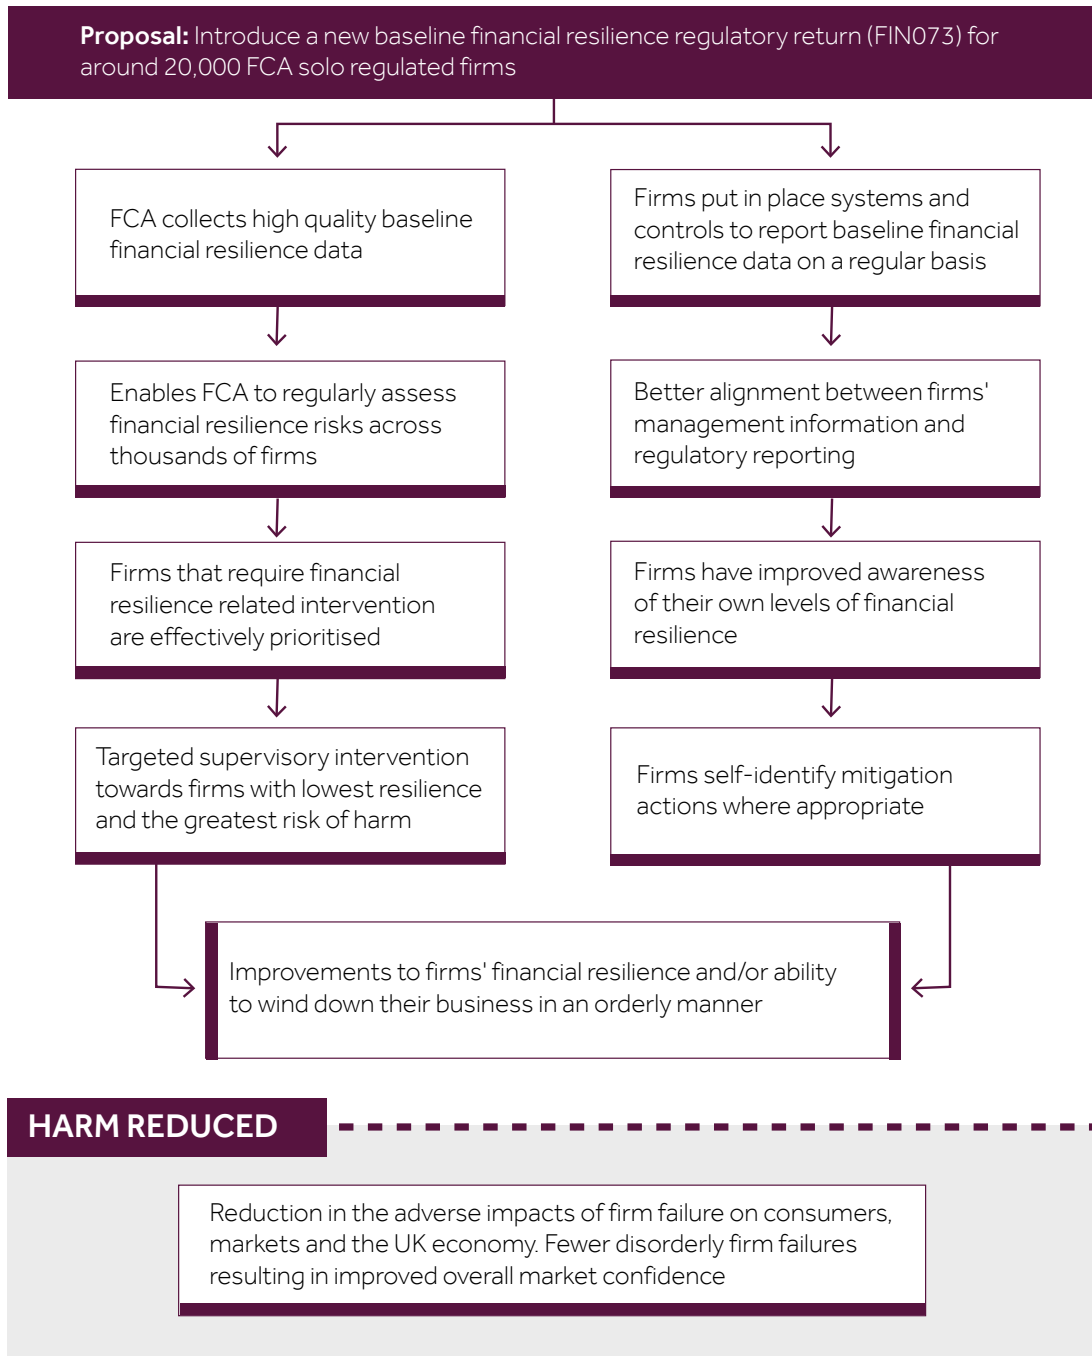 Proposal: Introduce a new baseline financial resilience regulatory return (FIN073) for
around 20,000 FCA solo regulated firms
FCA collects high quality baseline
financial resilience data
Enables FCA to regularly assess
financial resilience risks across
thousands of firms
Firms that require financial
resilience related intervention
are effectively prioritised
Targeted supervisory intervention
towards firms with lowest resilience
and the greatest risk of harm
Firms put in place systems and
controls to report baseline financial
resilience data on a regular basis
Better alignment between firms'
management information and
regulatory reporting
Firms have improved awareness
of their own levels of financial
resilience
Firms self-identify mitigation
actions where appropriate
Improvements to firms' financial resilience and/or ability
to wind down their business in an orderly manner
HARM REDUCED
Reduction in the adverse impacts of firm failure on consumers,
markets and the UK economy. Fewer disorderly firm failures
resulting in improved overall market confidence